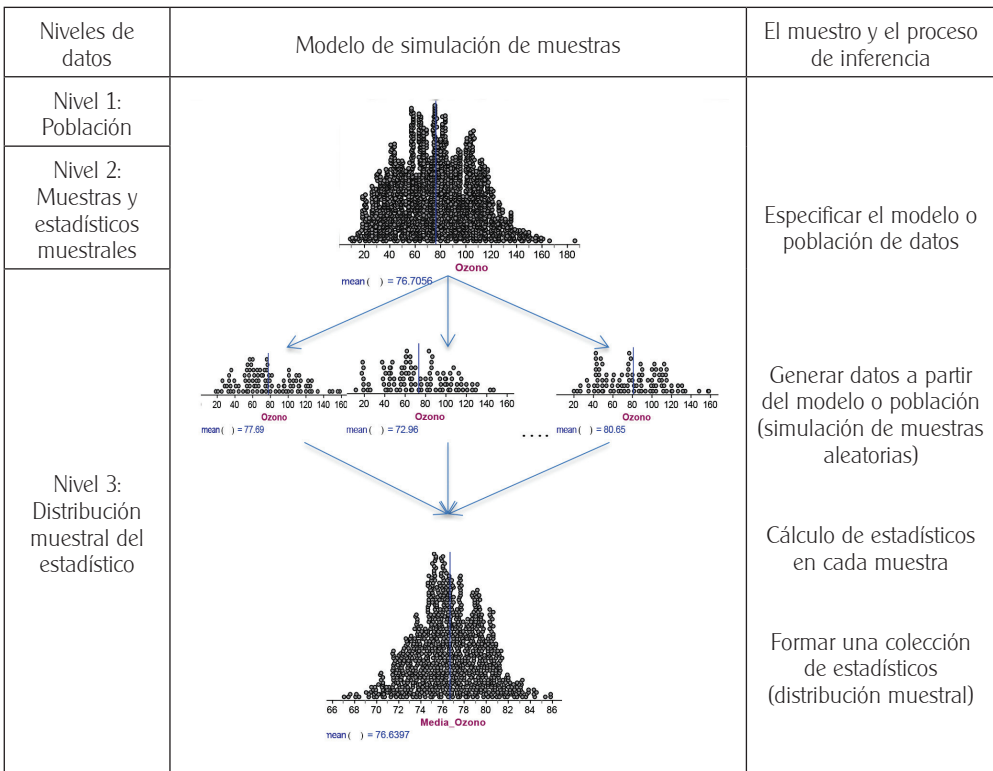 Niveles de
datos
Modelo de simulación de muestras
El muestro y el proceso
de inferencia
Nivel 1:
Población
Nivel 2:
Muestras y
estadísticos
muestrales
Nivel 3:
Distribución
muestral del
estadístico
20 40 60 80 100 120 140 160 180
Ozono
mean ( ) = 76.7056
20 40 60 80 100 120 140 160
Ozono
mean ( ) = 77.69
20 40 60 80 100 120 140 160
Ozono
mean ( ) = 72.96
....
20 40 60 80 100 120 140 160
Ozono
mean ( ) = 80.65
66 68 70 72 74 76 78 80 82 84 86
Media_Ozono
mean ( ) = 76.6397
Especificar el modelo o
población de datos
Generar datos a partir
del modelo o población
(simulación de muestras
aleatorias)
Cálculo de estadísticos
en cada muestra
Formar una colección
de estadísticos
(distribución muestral)